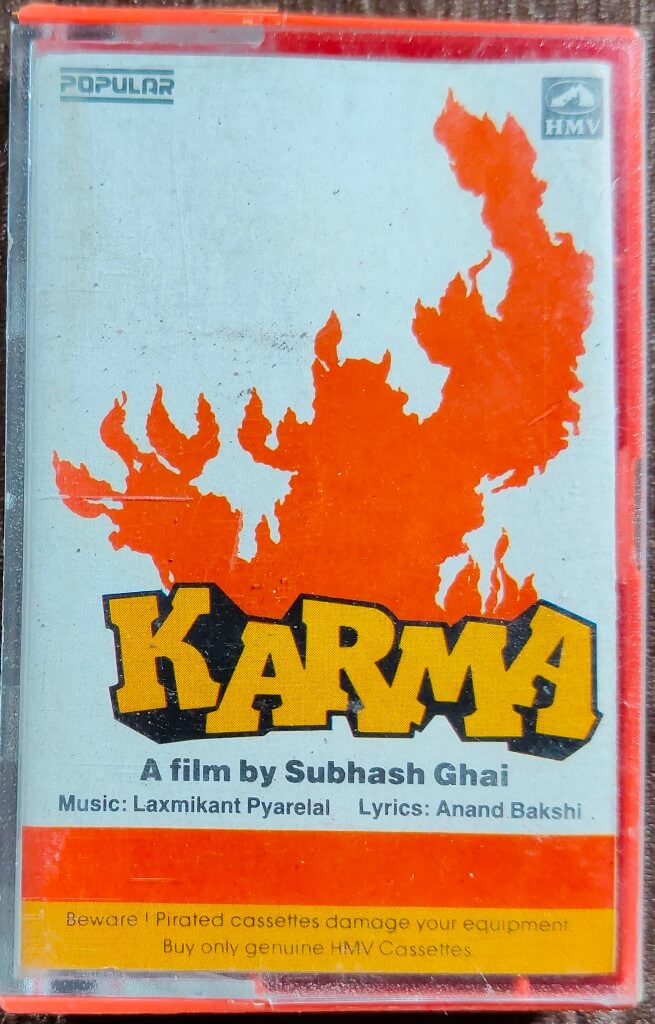 POPULAR
HMV
KARMA
A film by Subhash Ghai
Music: Laxmikant Pyarelal Lyrics: Anand Bakshi
Beware ! Pirated cassettes damage your equipment.
Buy only genuine HMV Cassettes